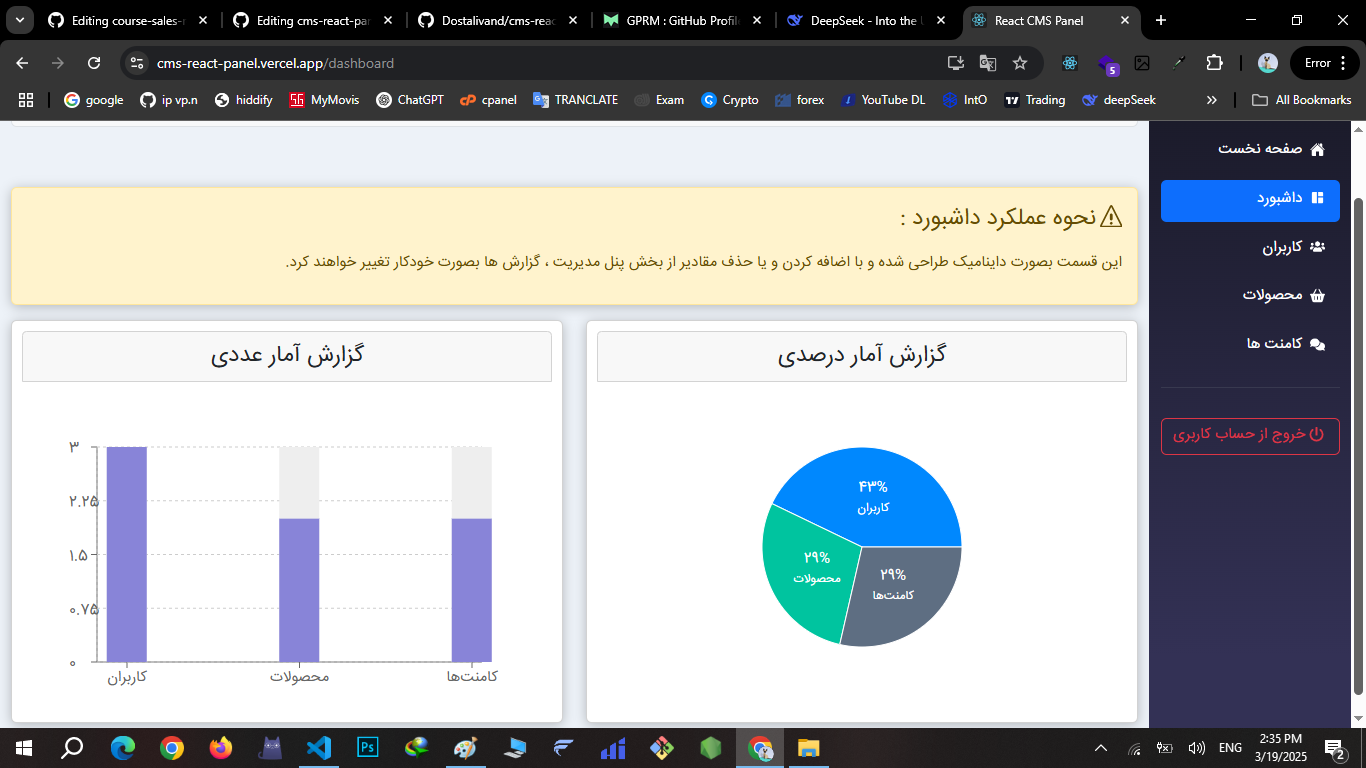 Editing course-sales-r
Editing cms-react-pan
Dostalivand/cms-reac
GPRM : GitHub Profile
DeepSeek - Into the U
React CMS Panel
cms-react-panel.vercel.app/dashboard
5
Error
google
ip vp.n
hiddify
MyMovis
ChatGPT
cpanel
TRANCLATE
Exam
Crypto
forex
YouTube DL
IntO
Trading
deepSeek
All Bookmarks
صفحه نخست
داشبورد
کاربران
محصولات
کامنت ها
خروج از حساب کاربری
نحوه عملکرد داشبورد :
این قسمت بصورت داینامیک طراحی شده و با اضافه کردن و یا حذف مقادیر از بخش پنل مدیریت ، گزارش ها بصورت خودکار تغییر خواهند کرد.
گزارش آمار درصدی
۴۳%
کاربران
۲۹%
محصولات
۲۹%
کامنت‌ها
گزارش آمار عددی
۳
۲.۲۵
۱.۵
۰.۷۵
۰
کاربران
محصولات
کامنت‌ها
ENG
2:35 PM
3/19/2025
2